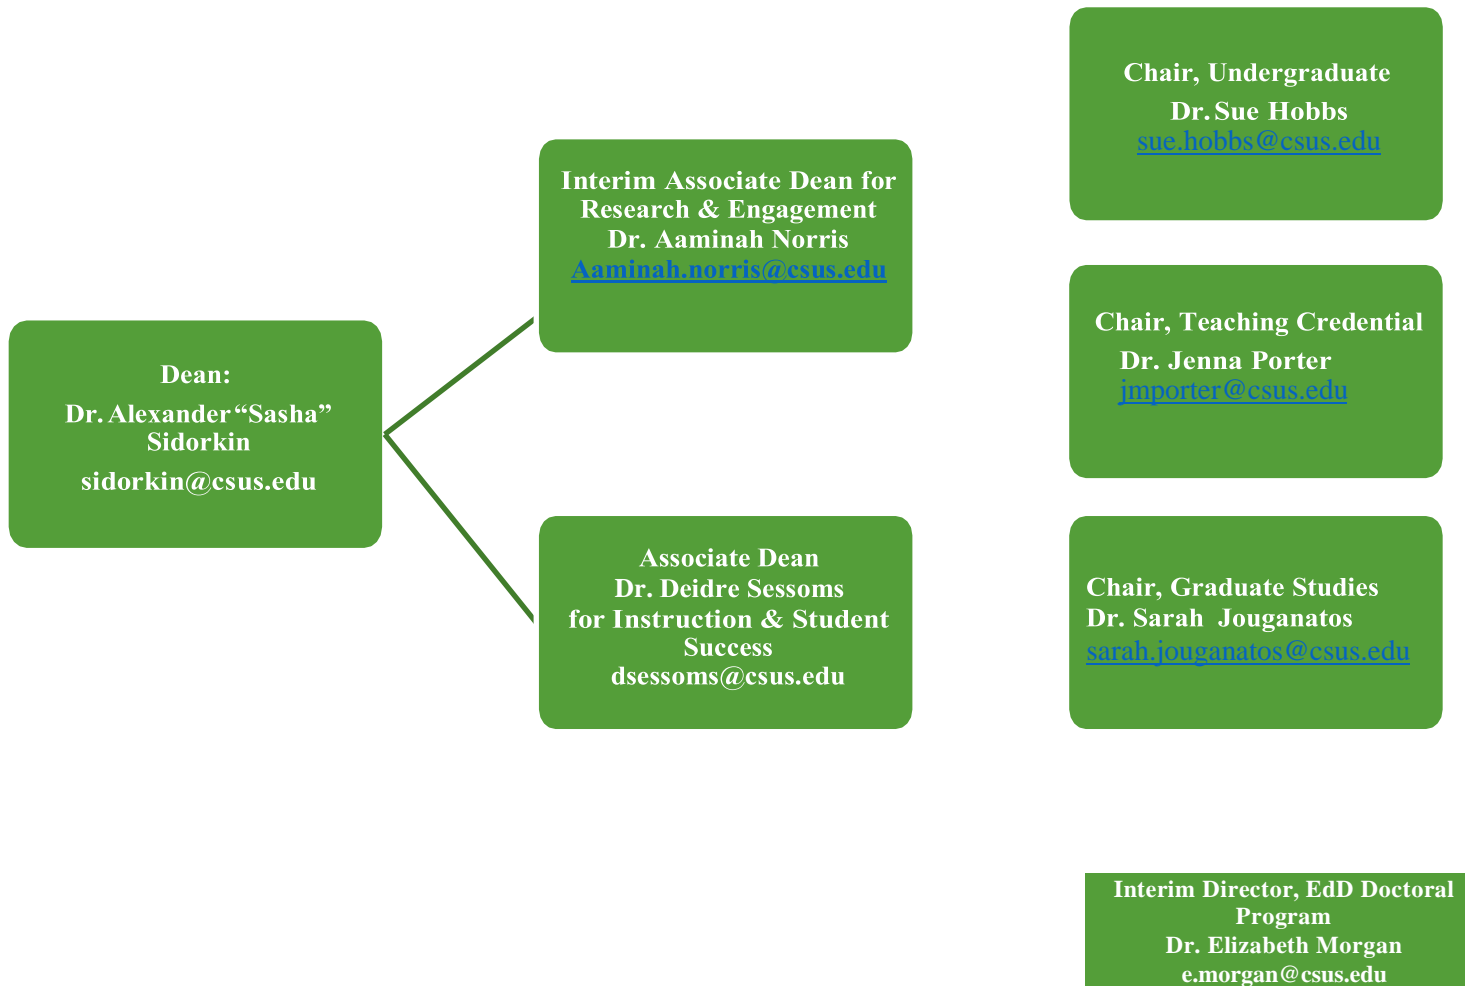 Dean:
Dr. Alexander “Sasha”
Sidorkin
sidorkin@csus.edu
Interim Associate Dean for
Research & Engagement
Dr. Aaminah Norris
Aaminah.norris@csus.edu
Associate Dean
Dr. Deidre Sessoms
for Instruction & Student
Success
dsessoms@csus.edu
Chair, Undergraduate
Dr. Sue Hobbs
sue.hobbs@csus.edu
Chair, Teaching Credential
Dr. Jenna Porter
jmporter@csus.edu
Chair, Graduate Studies
Dr. Sarah Jouganatos
sarah.jouganatos@csus.edu
Interim Director, EdD Doctoral
Program
Dr. Elizabeth Morgan
e.morgan@csus.edu